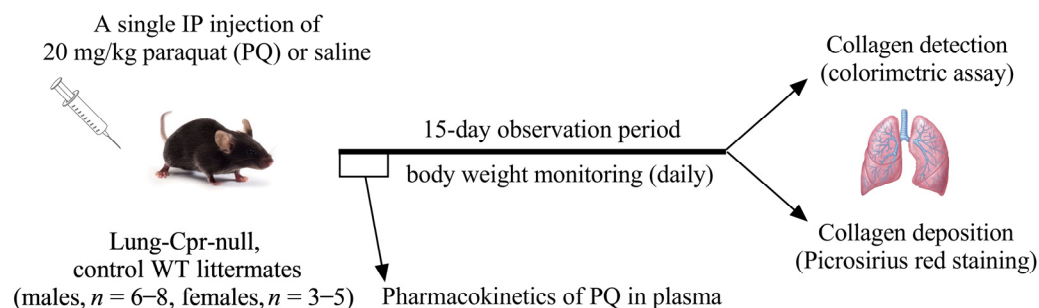 A single IP injection of
20 mg/kg paraquat (PQ) or saline
Lung-Cpr-null,
control WT littermates
(males, n = 6–8, females, n = 3–5)
15-day observation period
body weight monitoring (daily)
Pharmacokinetics of PQ in plasma
Collagen detection
(colorimctric assay)
Collagen deposition
(Picrosirius red staining)